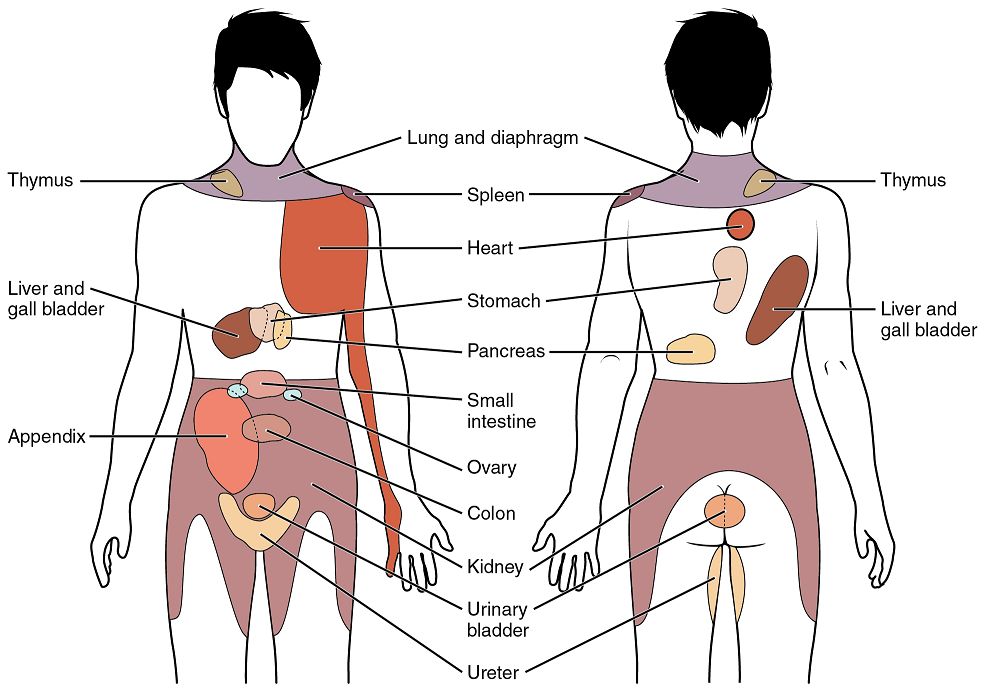 Lung and diaphragm
Thymus
Spleen
Thymus
Heart
Liver and
gall bladder
Stomach
Liver and
gall bladder
Pancreas
Small
intestine
Appendix
Ovary
Colon
Kidney
Urinary
bladder
Ureter